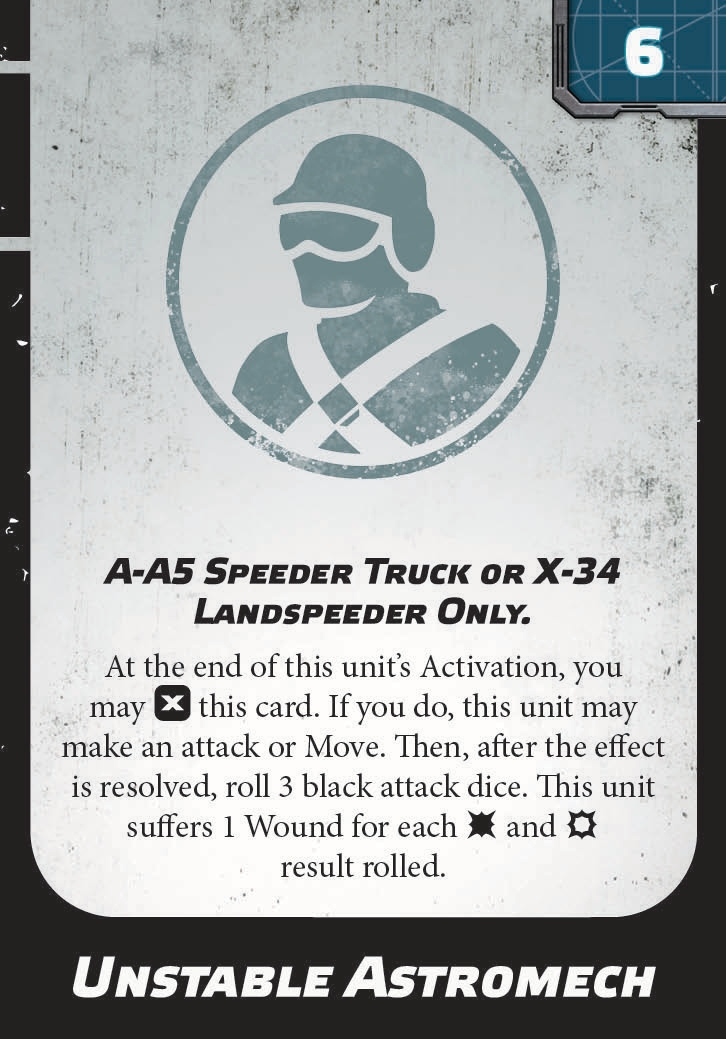 6
A-A5 Speeder Truck or X-34
Landspeeder Only.
At the end of this unit's Activation, you
may this card. If you do, this unit may
make an attack or Move. Then, after the effect
is resolved, roll 3 black attack dice. This unit
suffers 1 Wound for each and
result rolled.
Unstable Astromech